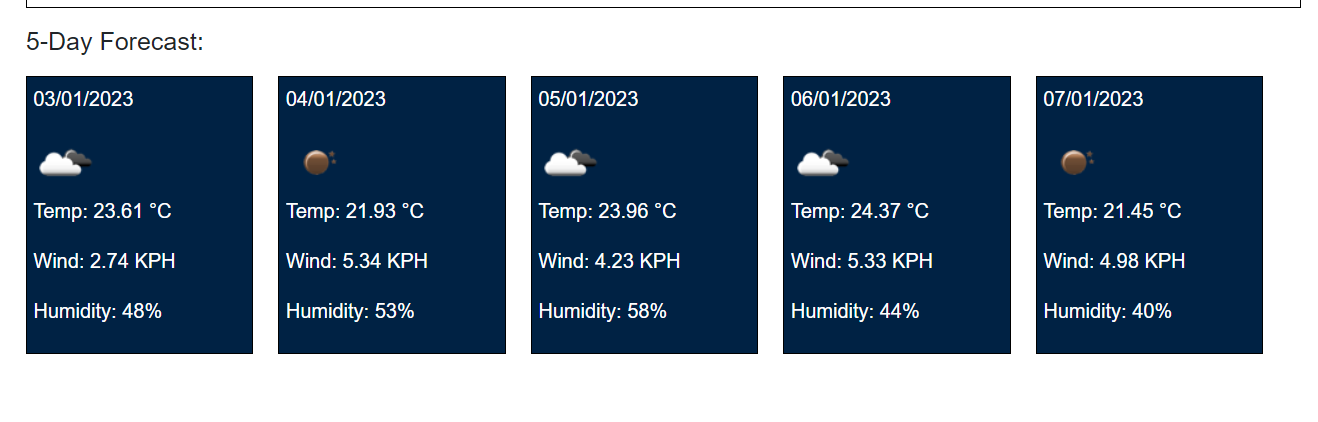 5-Day Forecast:
03/01/2023
Temp: 23.61 °C
Wind: 2.74 KPH
Humidity: 48%
04/01/2023
Temp: 21.93 °C
Wind: 5.34 KPH
Humidity: 53%
05/01/2023
Temp: 23.96 °C
Wind: 4.23 KPH
Humidity: 58%
06/01/2023
Temp: 24.37 °C
Wind: 5.33 KPH
Humidity: 44%
07/01/2023
Temp: 21.45 °C
Wind: 4.98 KPH
Humidity: 40%